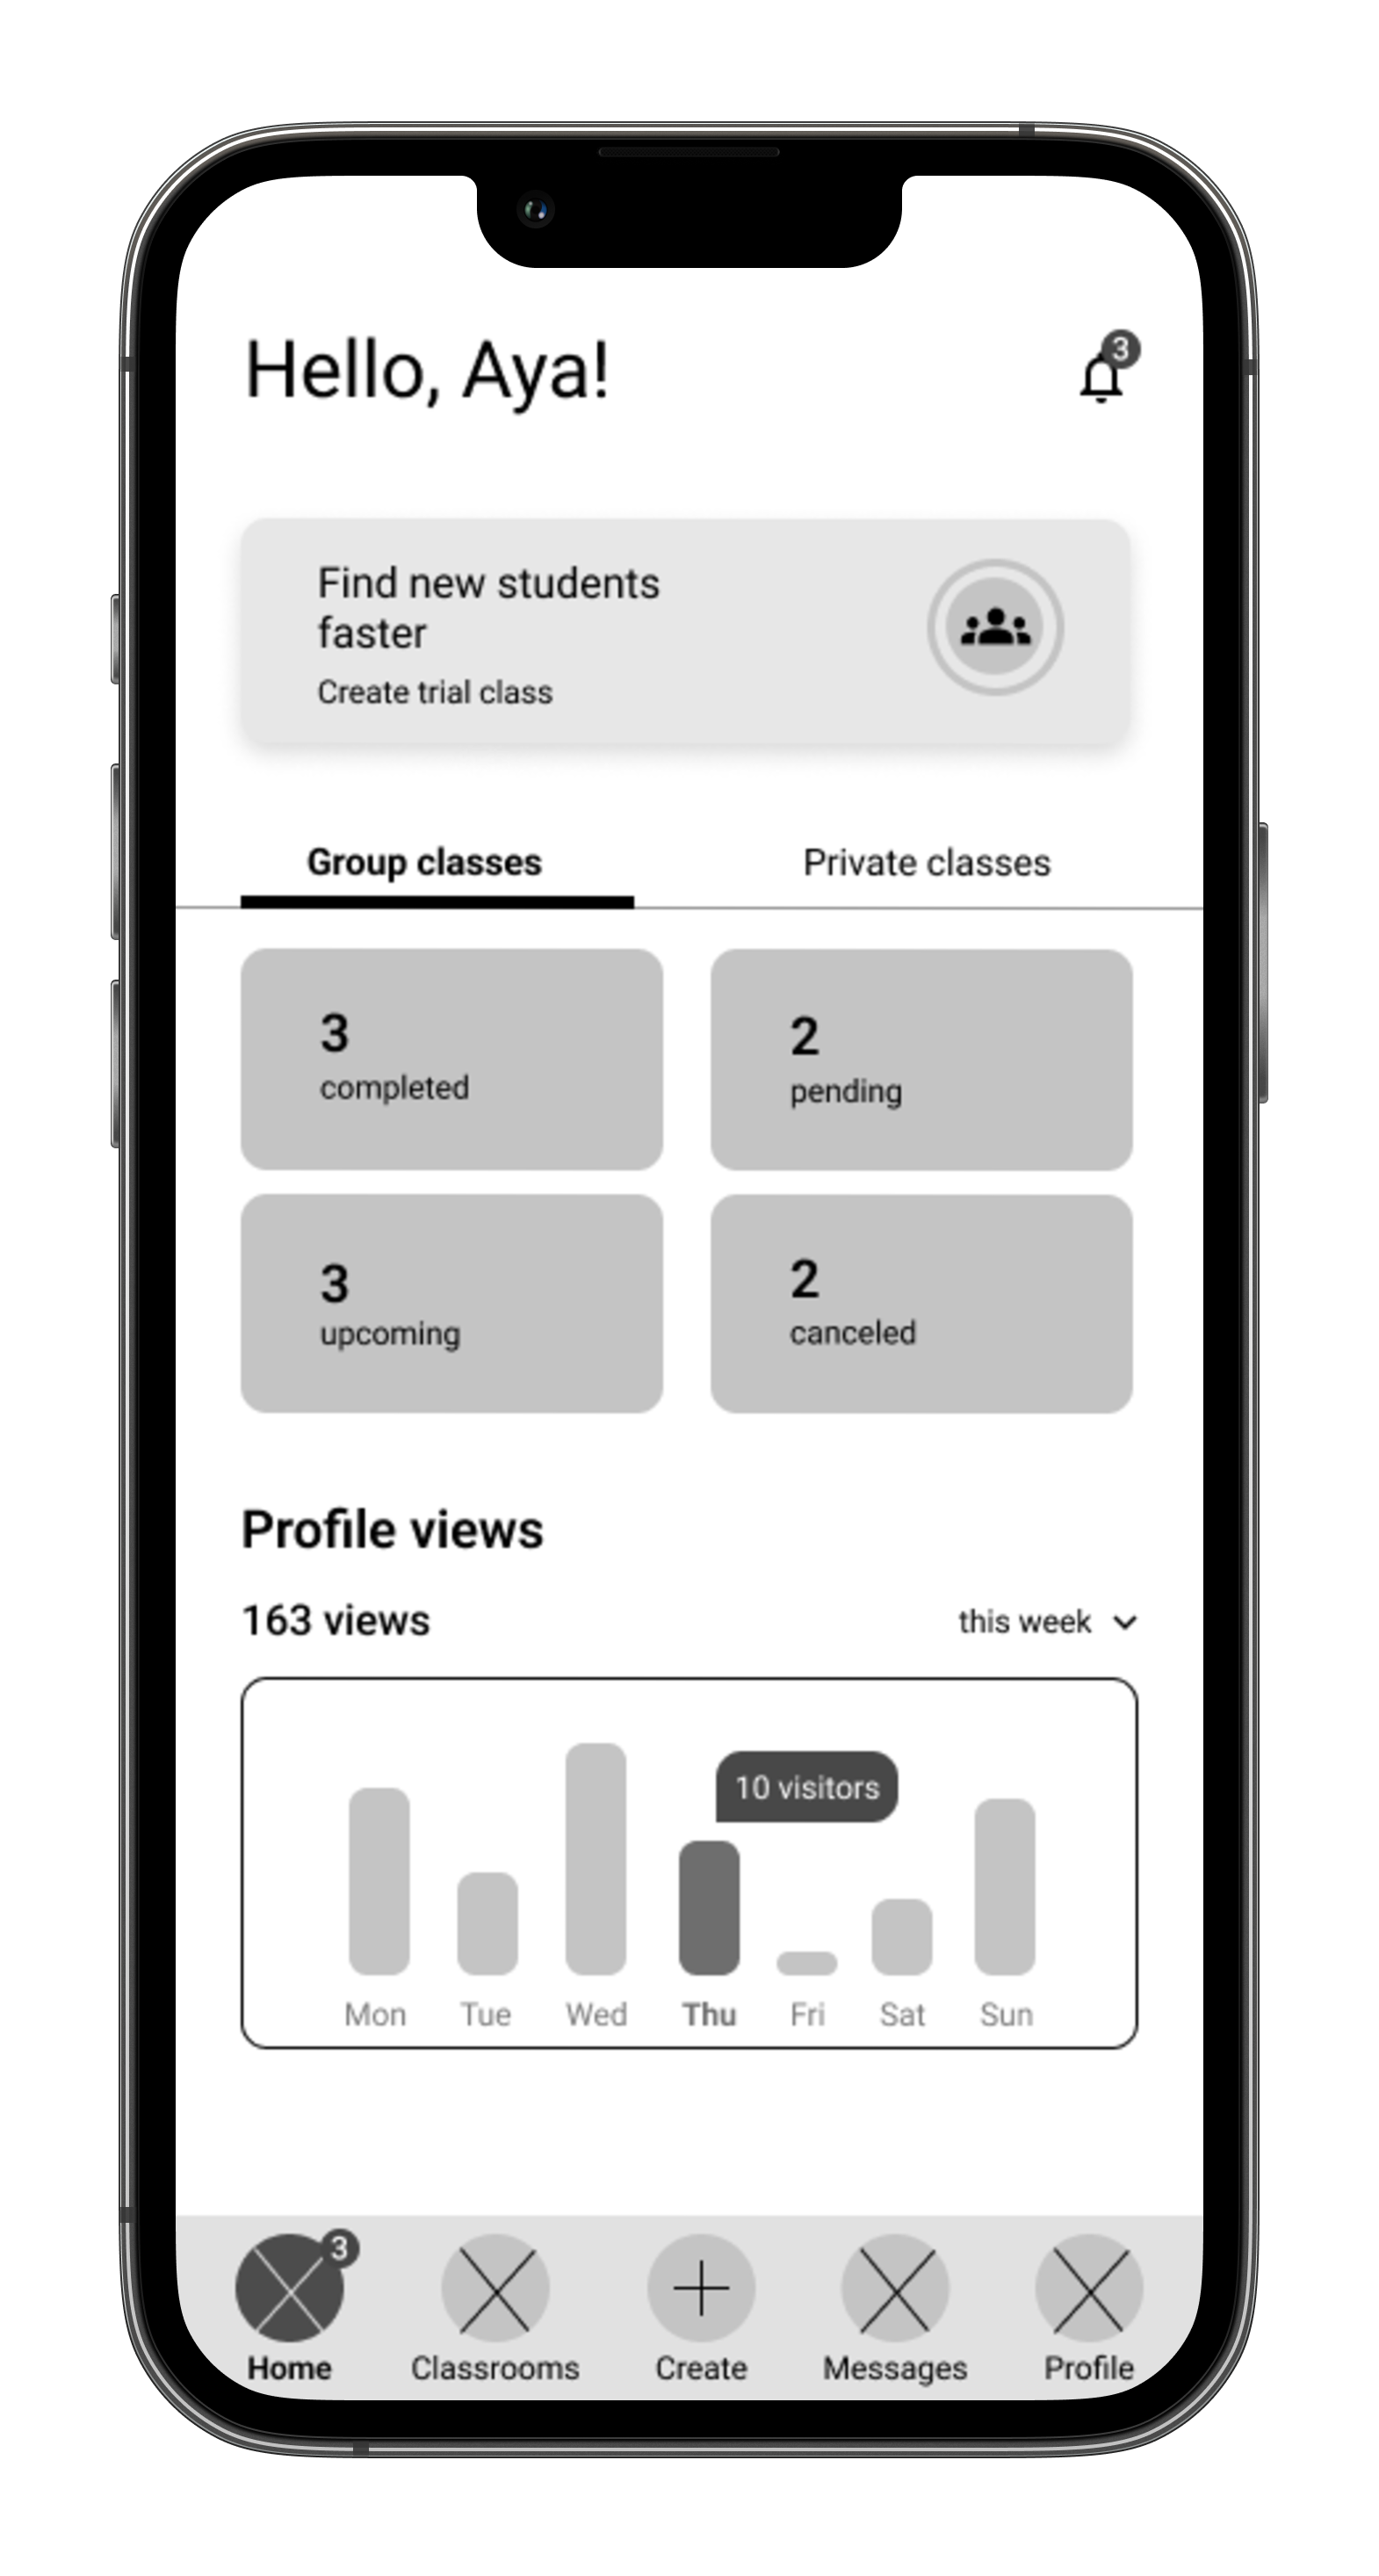 Hello, Aya!
3
Find new students
faster
Create trial class
Group classes
Private classes
3
completed
2
pending
3
upcoming
2
canceled
Profile views
163 views
this week
10 visitors
Mon Tue Wed Thu Fri Sat Sun
3
Home Classrooms Create Messages Profile